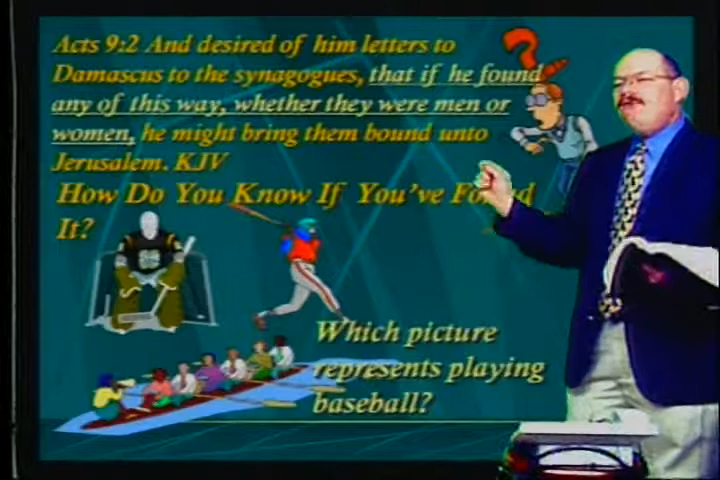 Acts 9:2 And desired of him letters to
Damascus to the synagogues, that if he found
any of this way, whether they were men or
women, he might bring them bound unto
Jerusalem. KJV
How Do You Know If You've Found
It?
Which picture
represents playing
baseball?